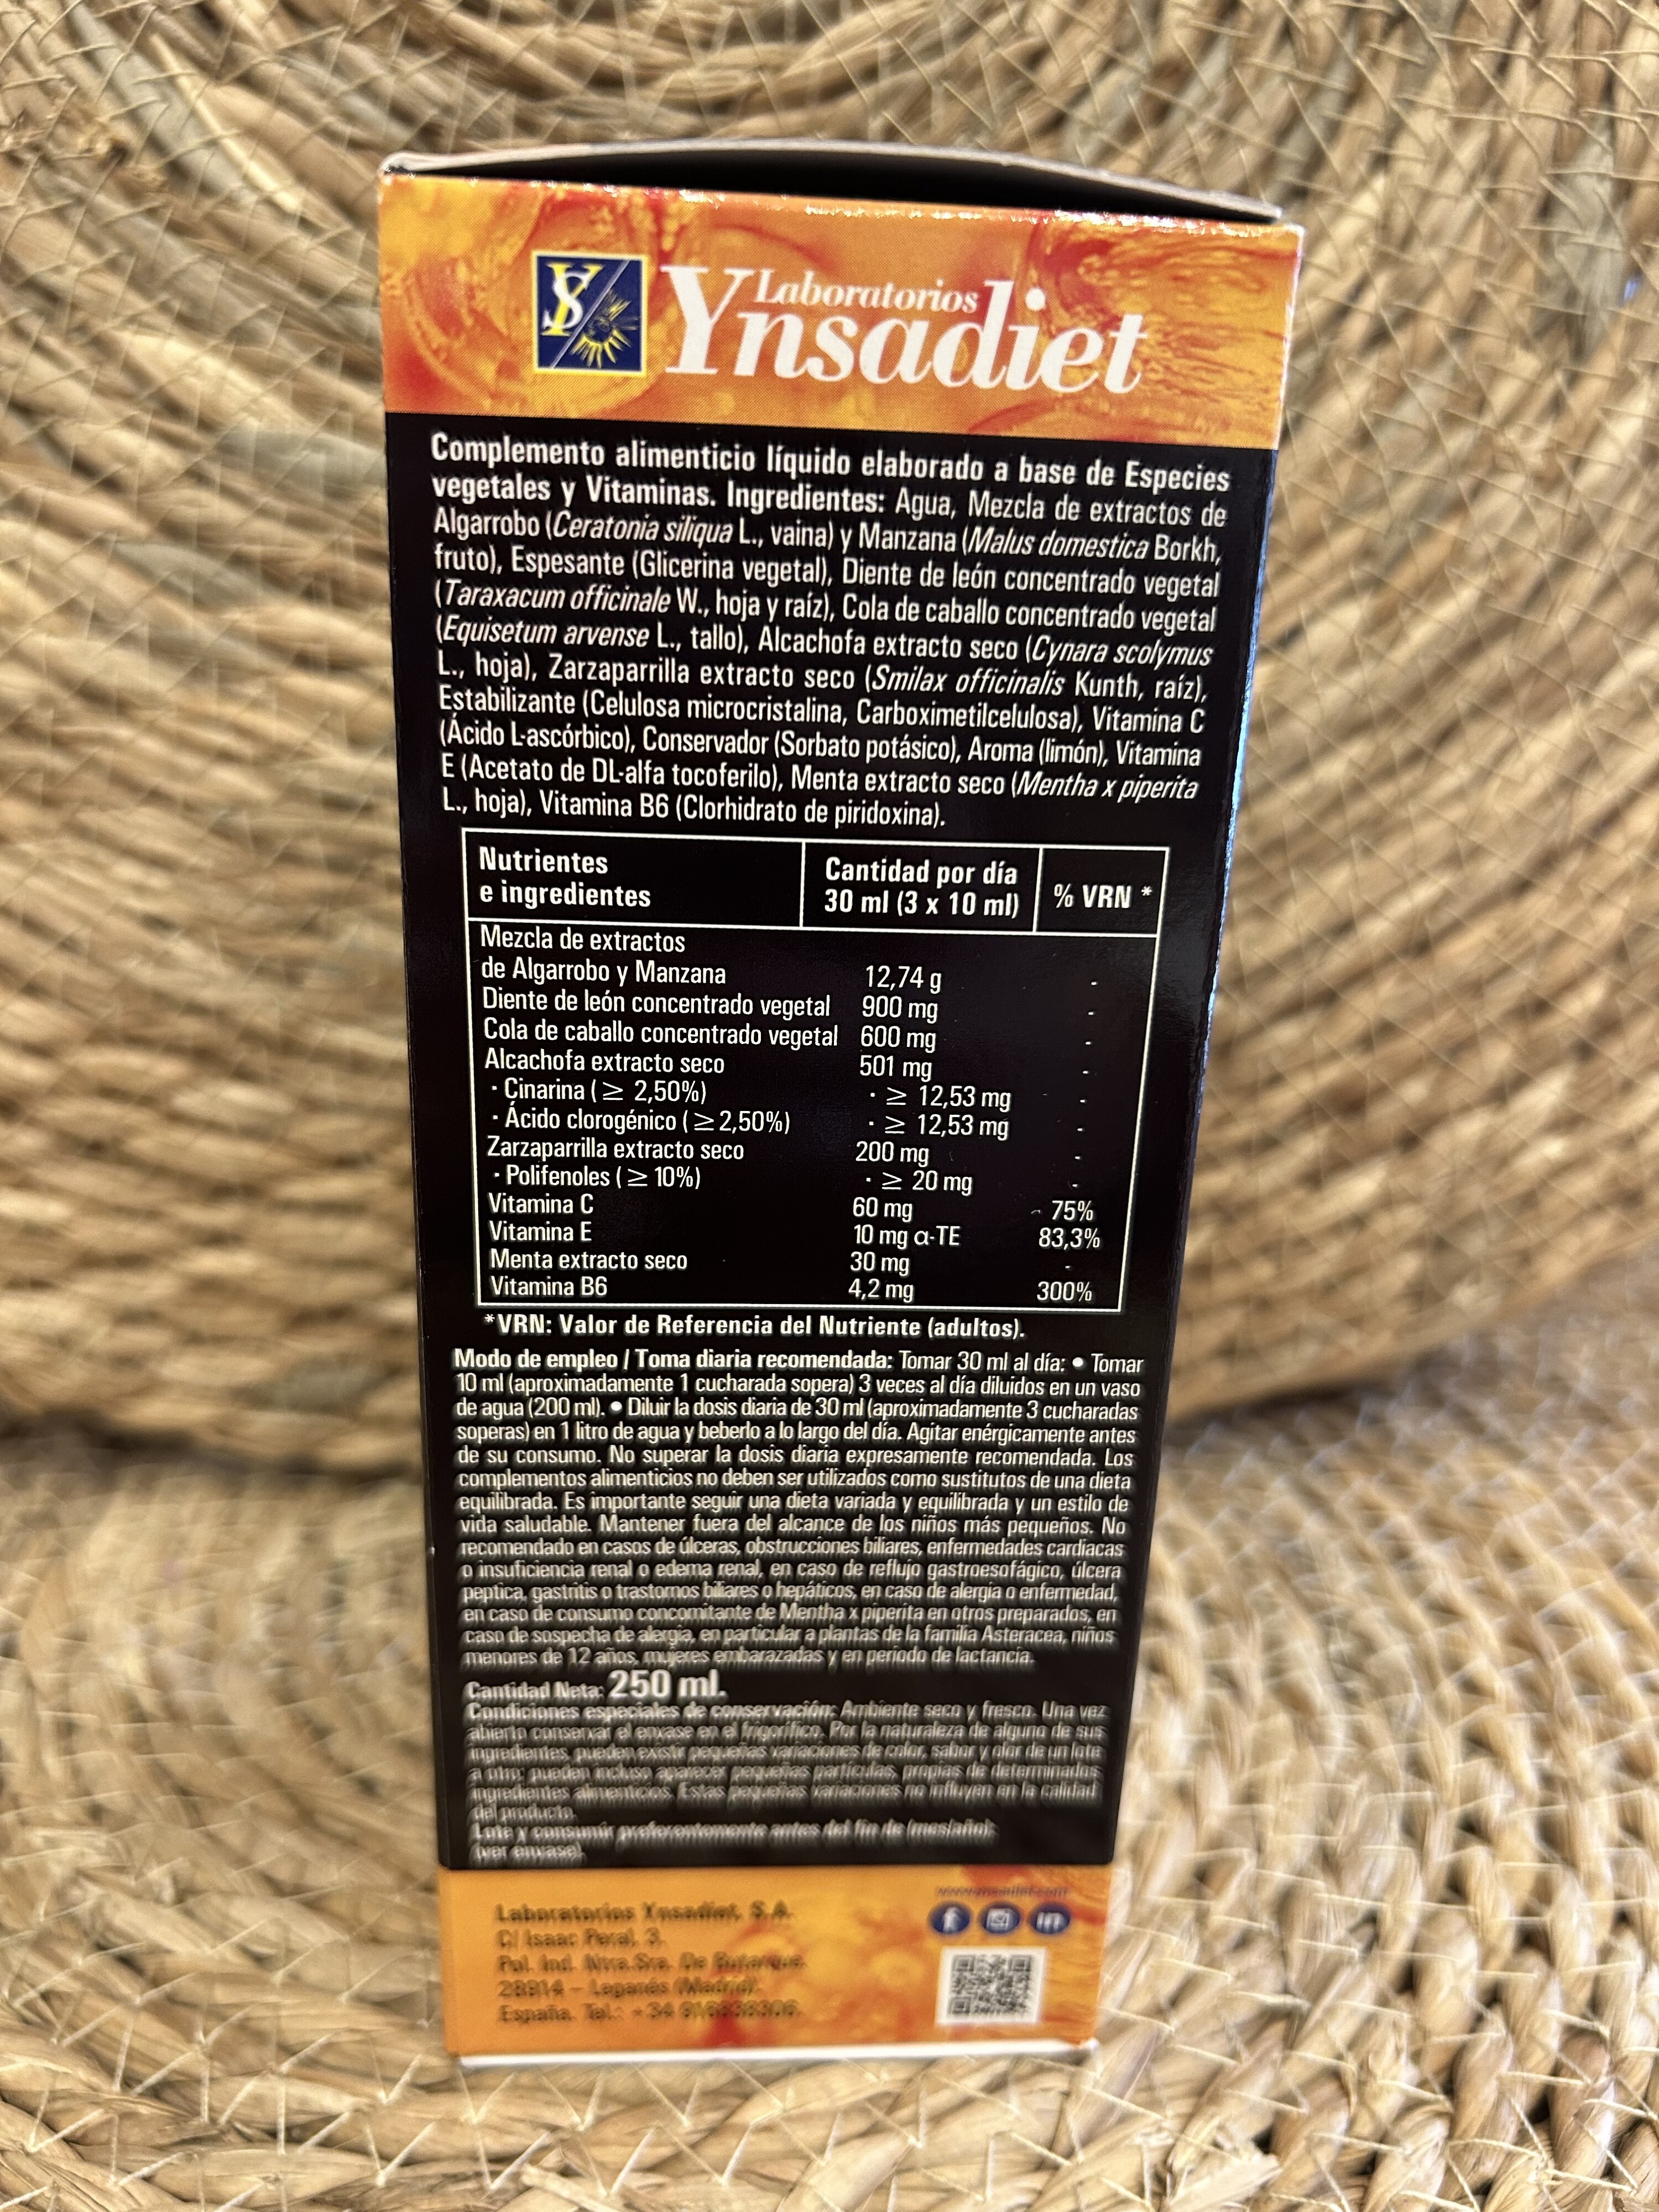 YS
Laboratorios
Ynsadiet
Complemento alimenticio líquido elaborado a base de Especies
vegetales y Vitaminas. Ingredientes: Agua, Mezcla de extractos de
Algarrobo (Ceratonia siliqua L., vaina) y Manzana (Malus domestica Borkh,
fruto), Espesante (Glicerina vegetal), Diente de león concentrado vegetal
(Taraxacum officinale W., hoja y raíz), Cola de caballo concentrado vegetal
(Equisetum arvense L., tallo), Alcachofa extracto seco (Cynara scolymus
L., hoja), Zarzaparrilla extracto seco (Smilax officinalis Kunth, raíz),
Estabilizante (Celulosa microcristalina, Carboximetilcelulosa), Vitamina C
(Ácido L-ascórbico), Conservador (Sorbato potásico), Aroma (limón), Vitamina
E (Acetato de DL-alfa tocoferilo), Menta extracto seco (Mentha x piperita
L., hoja), Vitamina B6 (Clorhidrato de piridoxina).
Nutrientes e ingredientes Cantidad por día 30 ml (3 x 10 ml) % VRN *
Mezcla de extractos
de Algarrobo y Manzana 12,74 g -
Diente de león concentrado vegetal 900 mg -
Cola de caballo concentrado vegetal 600 mg -
Alcachofa extracto seco 501 mg -
· Cinarina (≥ 2,50%) · ≥ 12,53 mg -
· Ácido clorogénico (≥ 2,50%) · ≥ 12,53 mg -
Zarzaparrilla extracto seco 200 mg -
· Polifenoles (≥ 10%) · ≥ 20 mg -
Vitamina C 60 mg 75%
Vitamina E 10 mg α-TE 83,3%
Menta extracto seco 30 mg -
Vitamina B6 4,2 mg 300%
*VRN: Valor de Referencia del Nutriente (adultos).
Modo de empleo / Toma diaria recomendada: Tomar 30 ml al día: • Tomar
10 ml (aproximadamente 1 cucharada sopera) 3 veces al día diluidos en un vaso
de agua (200 ml). • Diluir la dosis diaria de 30 ml (aproximadamente 3 cucharadas
soperas) en 1 litro de agua y beberlo a lo largo del día. Agitar enérgicamente antes
de su consumo. No superar la dosis diaria expresamente recomendada. Los
complementos alimenticios no deben ser utilizados como sustitutos de una dieta
equilibrada. Es importante seguir una dieta variada y equilibrada y un estilo de
vida saludable. Mantener fuera del alcance de los niños más pequeños. No
recomendado en casos de úlceras, obstrucciones biliares, enfermedades cardiacas
o insuficiencia renal o edema renal, en caso de reflujo gastroesofágico, úlcera
peptica, gastritis o trastornos biliares o hepáticos, en caso de alergia o enfermedad,
en caso de consumo concomitante de Mentha x piperita en otros preparados, en
caso de sospecha de alergia, en particular a plantas de la familia Asteracea, niños
menores de 12 años, mujeres embarazadas y en periodo de lactancia.
Cantidad Neta: 250 ml.
Condiciones especiales de conservación: Ambiente seco y fresco. Una vez
abierto conservar el envase en el frigorífico. Por la naturaleza de alguno de sus
ingredientes, pueden existir pequeñas variaciones de color, sabor y olor de un lote
a otro; pueden incluso aparecer pequeñas partículas, propias de determinados
ingredientes alimenticios. Estas pequeñas variaciones no influyen en la calidad
del producto.
Lote y consumir preferentemente antes del fin de (mes/año):
(ver envase).
Laboratorios Ynsadiet, S.A.
C/ Isaac Peral, 3.
Pol. Ind. Ntra. Sra. De Butarque.
28914 - Leganés (Madrid).
España. Tel.: